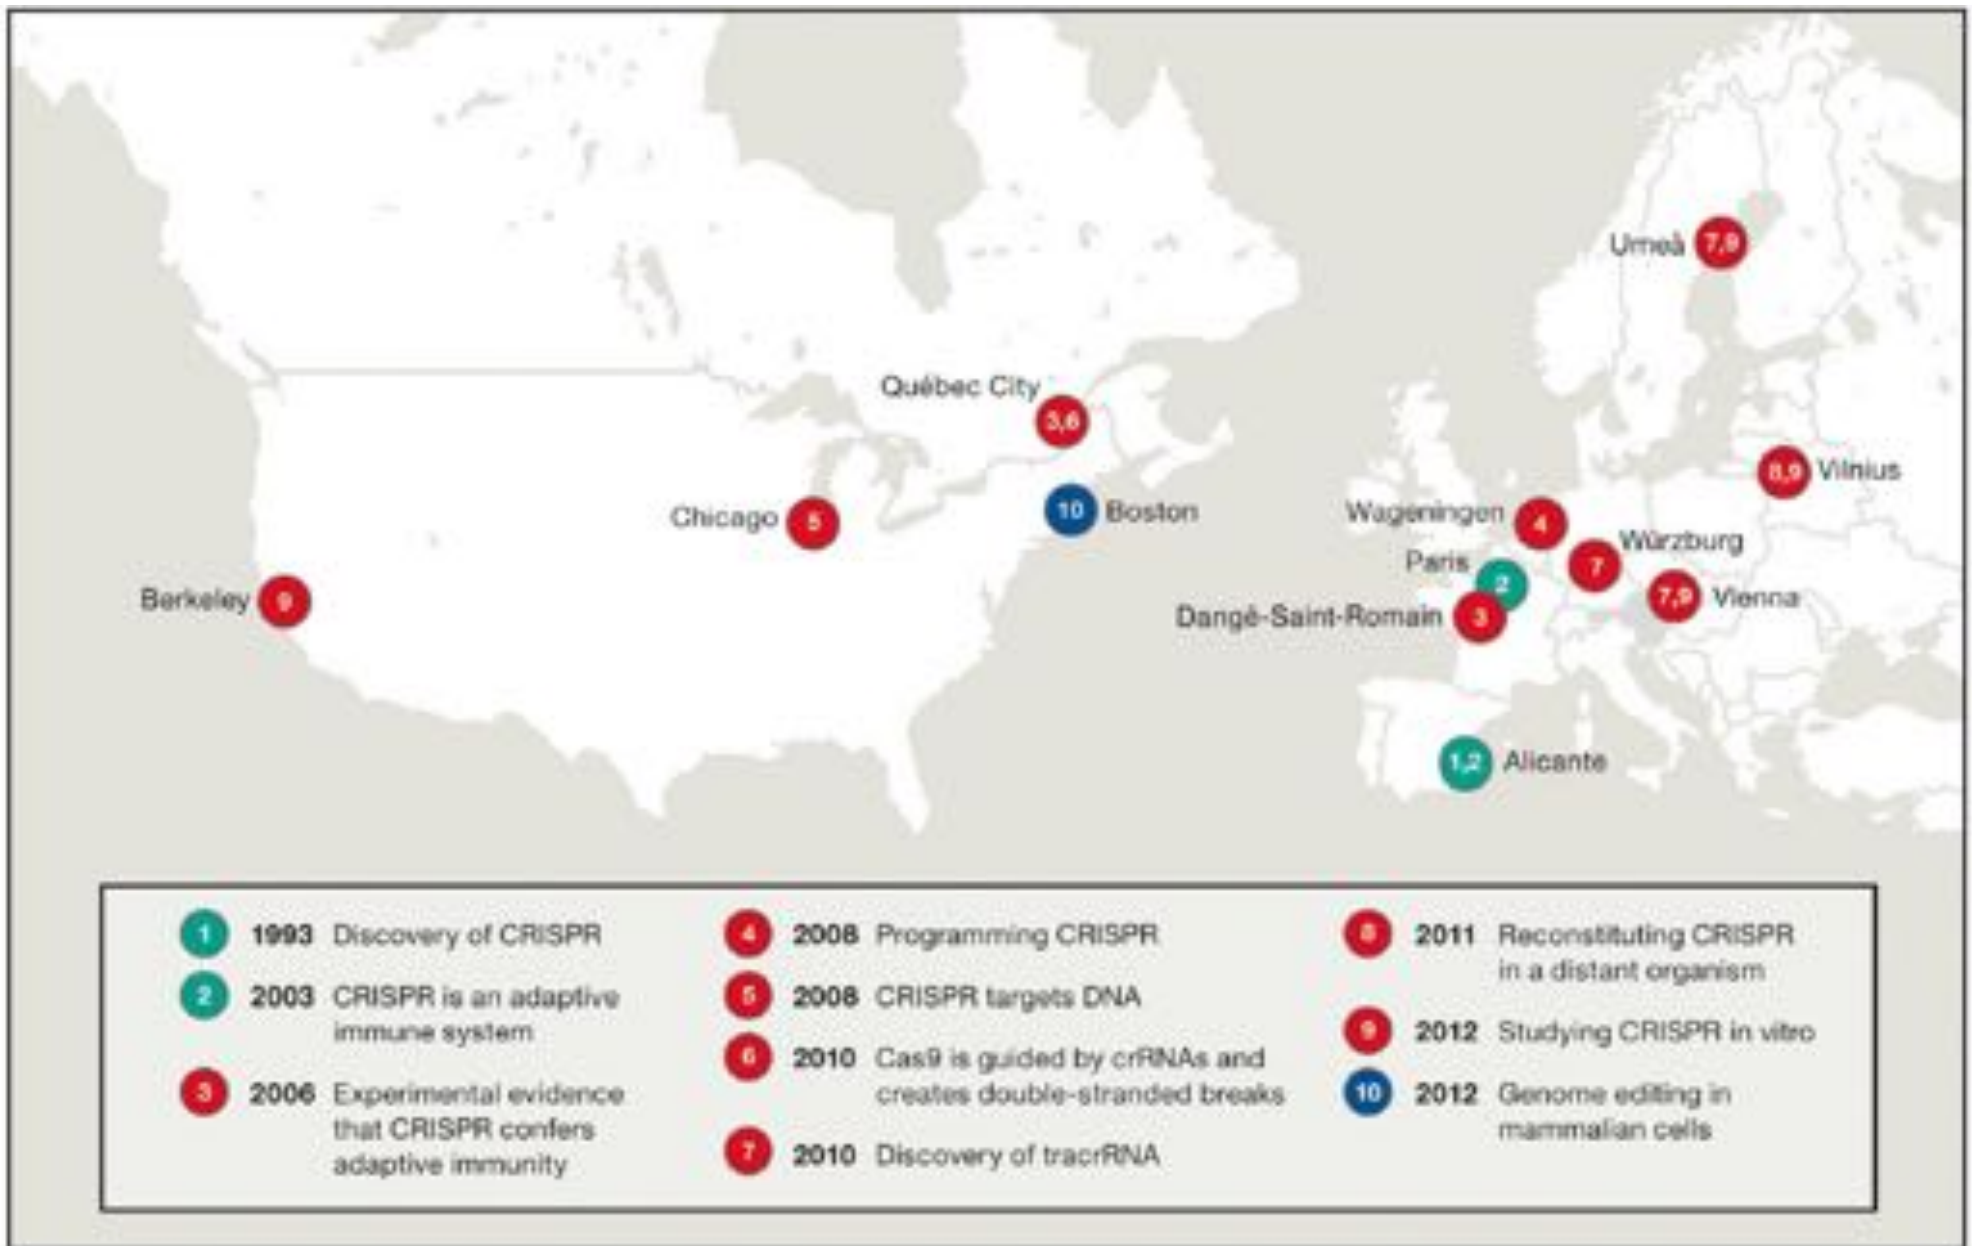 Umeå 7,9
Québec City
3,6
8,9 Vilnius
Chicago 5
10 Boston
Wageningen 4
Würzburg
Paris
7
2
Berkeley 9
7,9 Vienna
Dangé-Saint-Romain 3
1,2 Alicante
1 1993 Discovery of CRISPR
2 2003 CRISPR is an adaptive
immune system
3 2006 Experimental evidence
that CRISPR confers
adaptive immunity
4 2008 Programming CRISPR
5 2008 CRISPR targets DNA
6 2010 Cas9 is guided by crRNAs and
creates double-stranded breaks
7 2010 Discovery of tracrRNA
8 2011 Reconstituting CRISPR
in a distant organism
9 2012 Studying CRISPR in vitro
10 2012 Genome editing in
mammalian cells